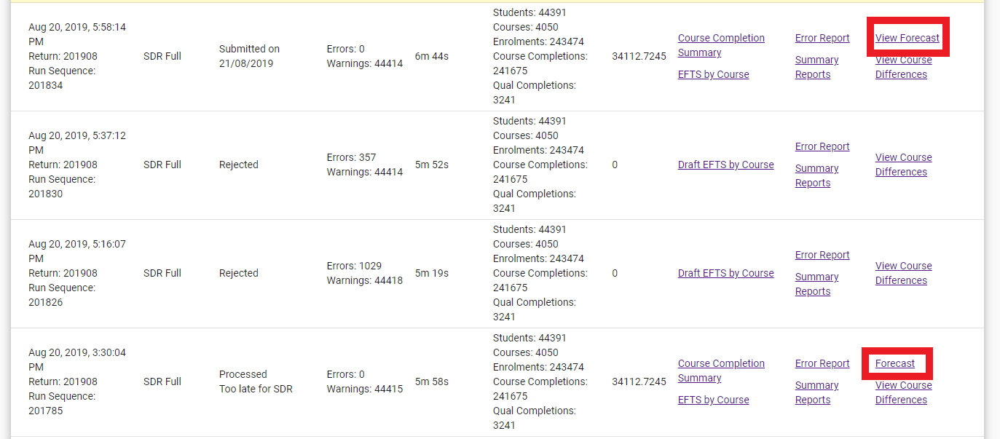 Aug 20, 2019, 5:58:14
PM
Return: 201908
Run Sequence:
201834
SDR Full
Submitted on
21/08/2019
Errors: 0
Warnings: 44414
6m 44s
Students: 44391
Courses: 4050
Enrolments: 243474
Course Completions:
241675
Qual Completions:
3241
34112.7245
Course Completion
Summary
EFTS by Course
Error Report
Summary
Reports
View Forecast
View Course
Differences
Aug 20, 2019, 5:37:12
PM
Return: 201908
Run Sequence:
201830
SDR Full
Rejected
Errors: 357
Warnings: 44414
5m 52s
Students: 44391
Courses: 4050
Enrolments: 243474
Course Completions:
241675
Qual Completions:
3241
0
Draft EFTS by Course
Error Report
Summary
Reports
View Course
Differences
Aug 20, 2019, 5:16:07
PM
Return: 201908
Run Sequence:
201826
SDR Full
Rejected
Errors: 1029
Warnings: 44418
5m 19s
Students: 44391
Courses: 4050
Enrolments: 243474
Course Completions:
241675
Qual Completions:
3241
0
Draft EFTS by Course
Error Report
Summary
Reports
View Course
Differences
Aug 20, 2019, 3:30:04
PM
Return: 201908
Run Sequence:
201785
SDR Full
Processed
Too late for SDR
Errors: 0
Warnings: 44415
5m 58s
Students: 44391
Courses: 4050
Enrolments: 243474
Course Completions:
241675
Qual Completions:
3241
34112.7245
Course Completion
Summary
EFTS by Course
Error Report
Summary
Reports
Forecast
View Course
Differences